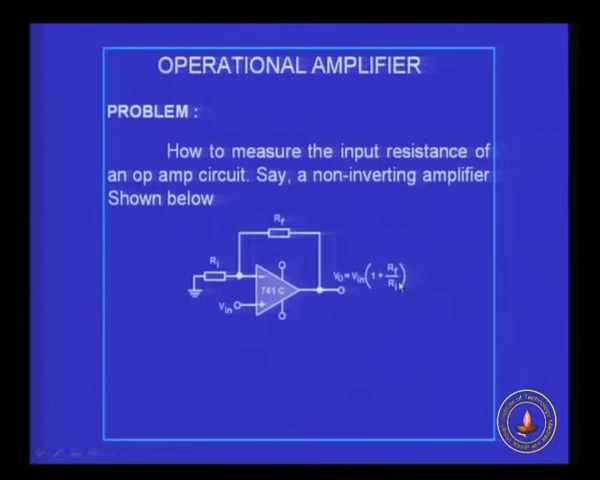 OPERATIONAL AMPLIFIER
PROBLEM :
How to measure the input resistance of
an op amp circuit. Say, a non-inverting amplifier
Shown below
Rf
Ri
741 C
Vin
V0 = Vin(1 + Rf/Ri)